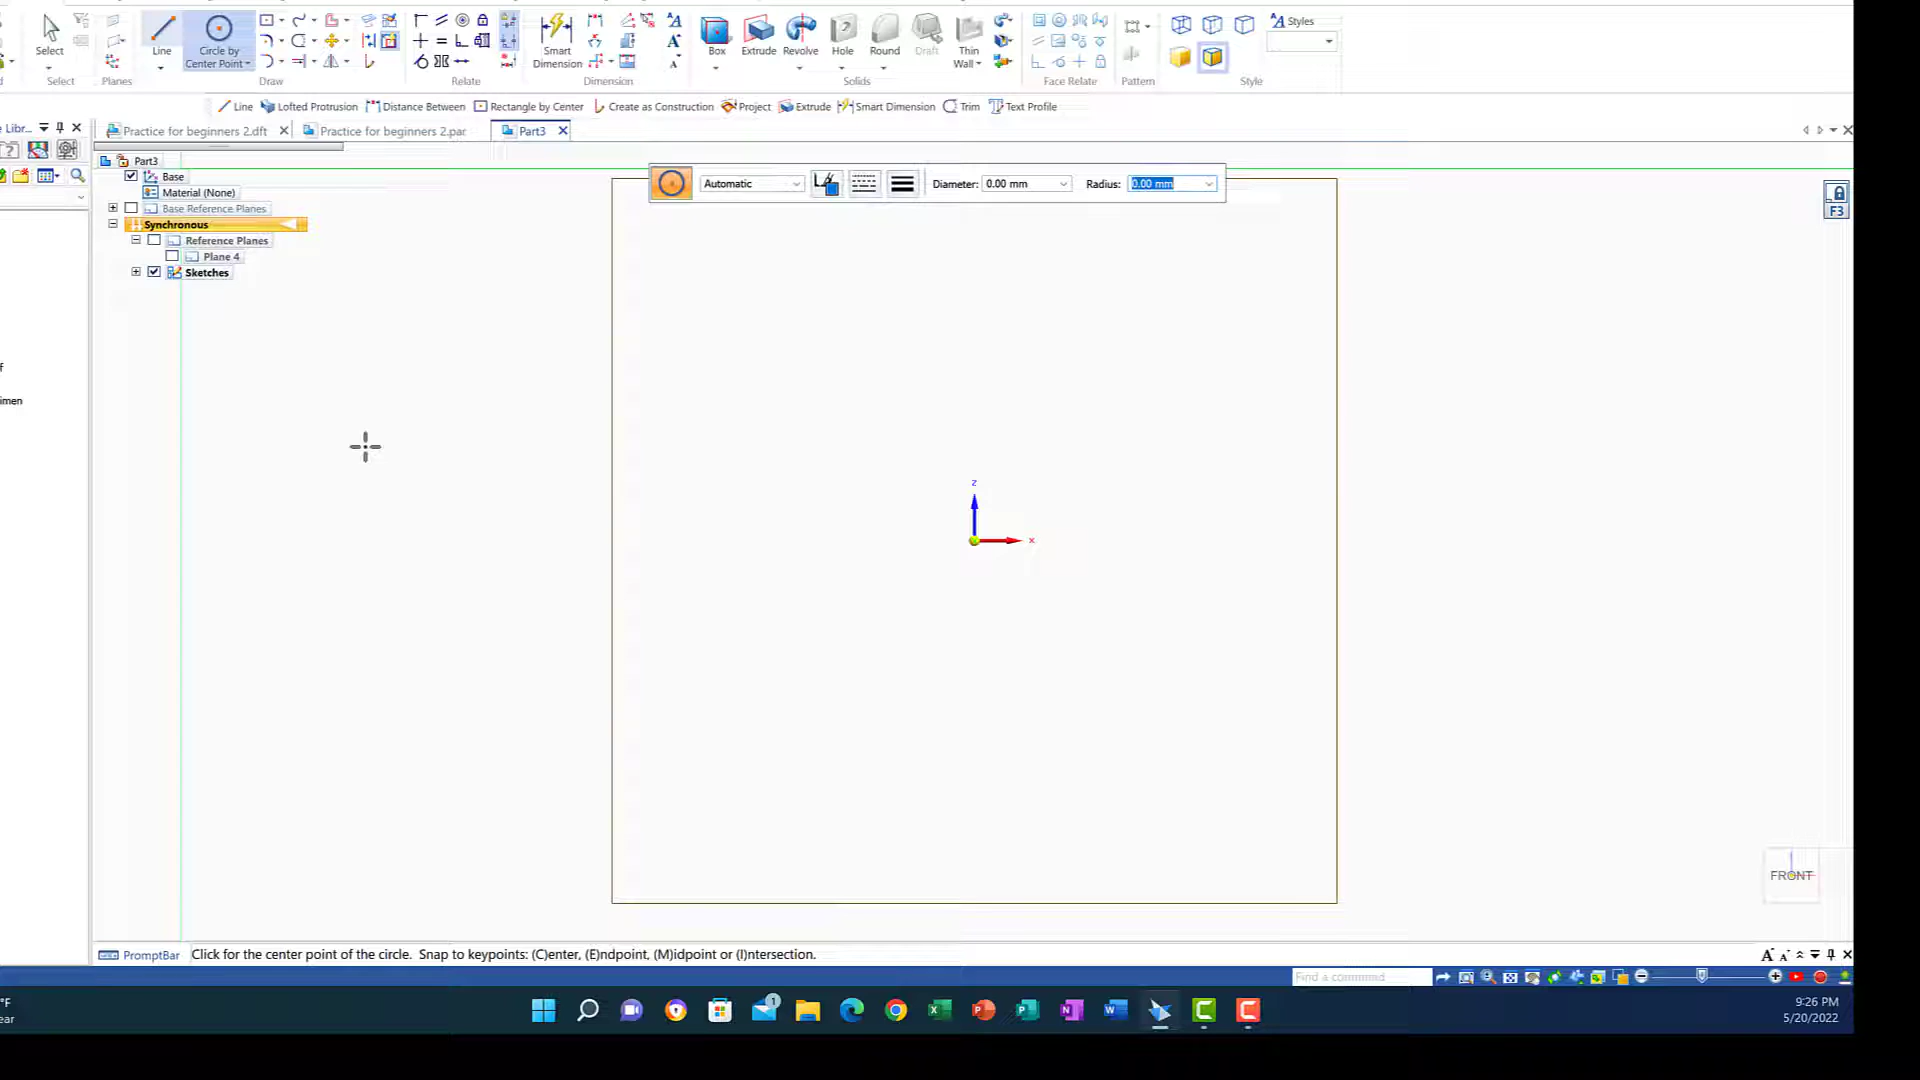 Select
Line
Circle by
Center Point
Smart
Dimension
Box
Extrude
Revolve
Hole
Round
Draft
Thin
Wall
Styles
Select
Planes
Draw
Relate
Dimension
Solids
Face Relate
Pattern
Style
Line
Lofted Protrusion
Distance Between
Rectangle by Center
Create as Construction
Project
Extrude
Smart Dimension
Trim
Text Profile
e Libr...
Practice for beginners 2.dft
Practice for beginners 2.par
Part3
Part3
Base
Material (None)
Base Reference Planes
Synchronous
Reference Planes
Plane 4
Sketches
Automatic
Diameter: 0.00 mm
Radius: 0.00 mm
F3
f
imen
z
x
FRONT
PromptBar
Click for the center point of the circle. Snap to keypoints: (C)enter, (E)ndpoint, (M)idpoint or (I)ntersection.
Find a command
°F
ear
1
9:26 PM
5/20/2022